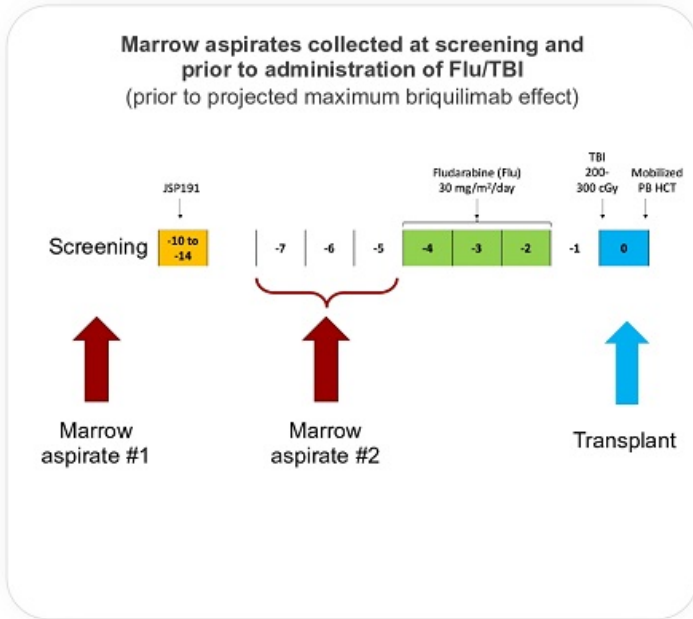 Marrow aspirates collected at screening and
prior to administration of Flu/TBI
(prior to projected maximum briquilimab effect)
JSP191
Fludarabine (Flu)
30 mg/m²/day
TBI
200-
300 cGy
Mobilized
PB HCT
Screening
-10 to
-14
-7
-6
-5
-4
-3
-2
-1
0
Marrow
aspirate #1
Marrow
aspirate #2
Transplant